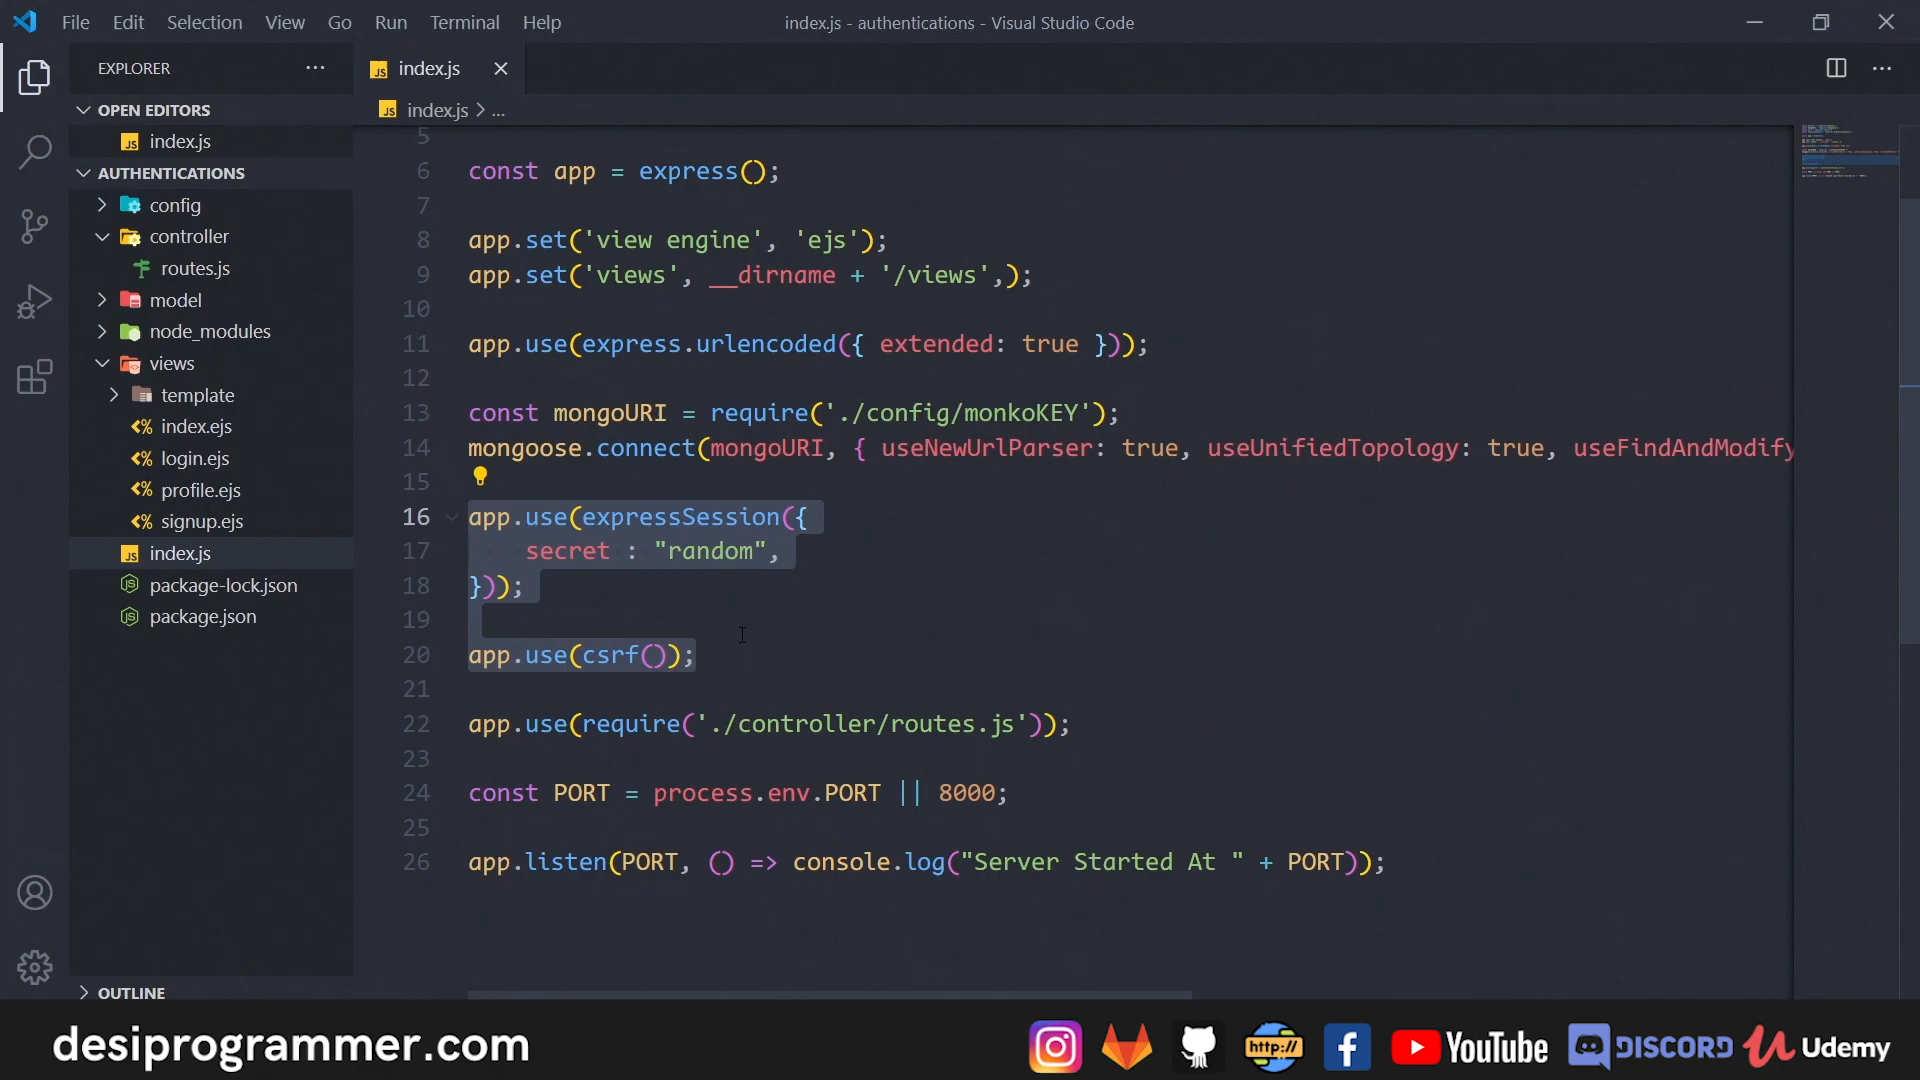 File Edit Selection View Go Run Terminal Help
index.js - authentications - Visual Studio Code
EXPLORER
OPEN EDITORS
JS index.js
AUTHENTICATIONS
config
controller
routes.js
model
node_modules
views
template
index.ejs
login.ejs
profile.ejs
signup.ejs
JS index.js
package-lock.json
package.json
OUTLINE
JS index.js
JS index.js > ...
5
6 const app = express();
7
8 app.set('view engine', 'ejs');
9 app.set('views', __dirname + '/views',);
10
11 app.use(express.urlencoded({ extended: true }));
12
13 const mongoURI = require('./config/monkoKEY');
14 mongoose.connect(mongoURI, { useNewUrlParser: true, useUnifiedTopology: true, useFindAndModify
15
16 app.use(expressSession({
17 secret : "random",
18 }));
19
20 app.use(csrf());
21
22 app.use(require('./controller/routes.js'));
23
24 const PORT = process.env.PORT || 8000;
25
26 app.listen(PORT, () => console.log("Server Started At " + PORT));
desiprogrammer.com
http:// YouTube DISCORD Udemy